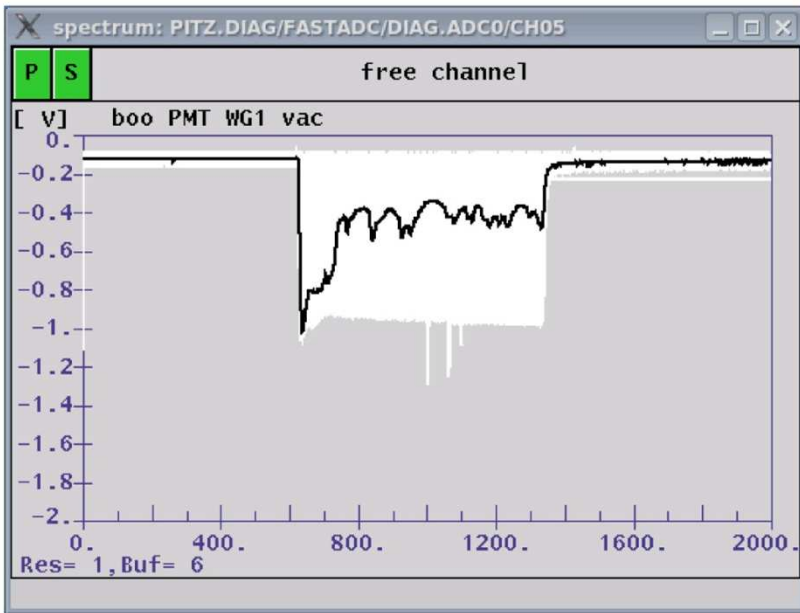 spectrum: PITZ.DIAG/FASTADC/DIAG.ADC0/CH05
P S free channel
[ V] boo PMT WG1 vac
0.
-0.2
-0.4
-0.6
-0.8
-1.
-1.2
-1.4
-1.6
-1.8
-2.
0. 400. 800. 1200. 1600. 2000.
Res= 1,Buf= 6